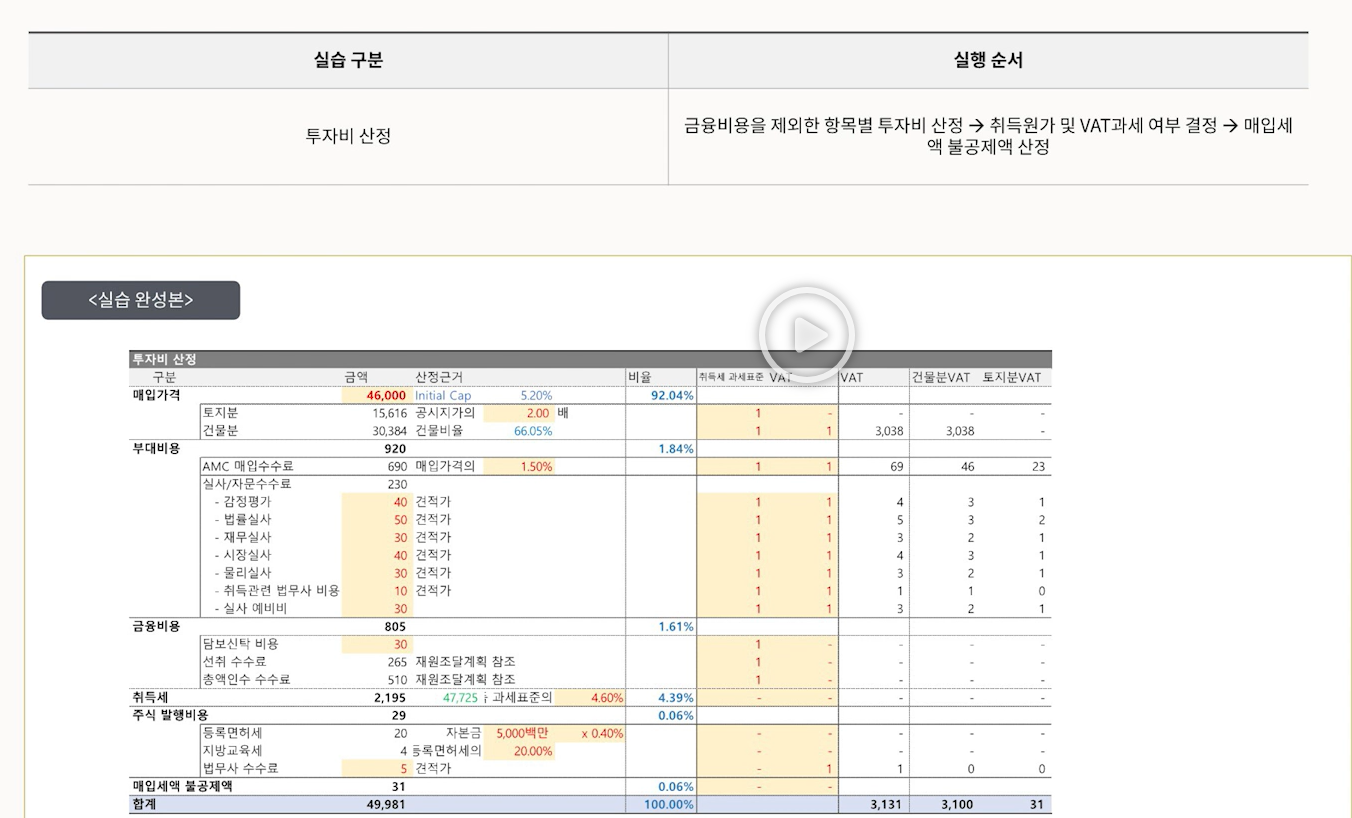 실습 구분 실행 순서
투자비 산정 금융비용을 제외한 항목별 투자비 산정 → 취득원가 및 VAT과세 여부 결정 → 매입세
액 불공제액 산정
<실습 완성본>
투자비 산정
구분 금액 산정근거 비율 취득세 과세표준 VAT VAT 건물분VAT 토지분VAT
매입가격 46,000 Initial Cap 5.20% 92.04%
토지분 15,616 공시지가의 2.00 배 1 - - - -
건물분 30,384 건물비율 66.05% 1 1 3,038 3,038 -
부대비용 920 1.84%
AMC 매입수수료 690 매입가격의 1.50% 1 1 69 46 23
실사/자문수수료 230
- 감정평가 40 견적가 1 1 4 3 1
- 법률실사 50 견적가 1 1 5 3 2
- 재무실사 30 견적가 1 1 3 2 1
- 시장실사 40 견적가 1 1 4 3 1
- 물리실사 30 견적가 1 1 3 2 1
- 취득관련 법무사 비용 10 견적가 1 1 1 1 0
- 실사 예비비 30 1 1 3 2 1
금융비용 805 1.61%
담보신탁 비용 30 1 - - - -
선취 수수료 265 재원조달계획 참조 1 - - - -
총액인수 수수료 510 재원조달계획 참조 1 - - - -
취득세 2,195 47,725 과세표준의 4.60% 4.39% - - - - -
주식 발행비용 29 0.06%
등록면허세 20 자본금 5,000백만 x 0.40% - - - - -
지방교육세 4 등록면허세의 20.00% - - - - -
법무사 수수료 5 견적가 - 1 1 0 0
매입세액 불공제액 31 0.06% - -
합계 49,981 100.00% 3,131 3,100 31